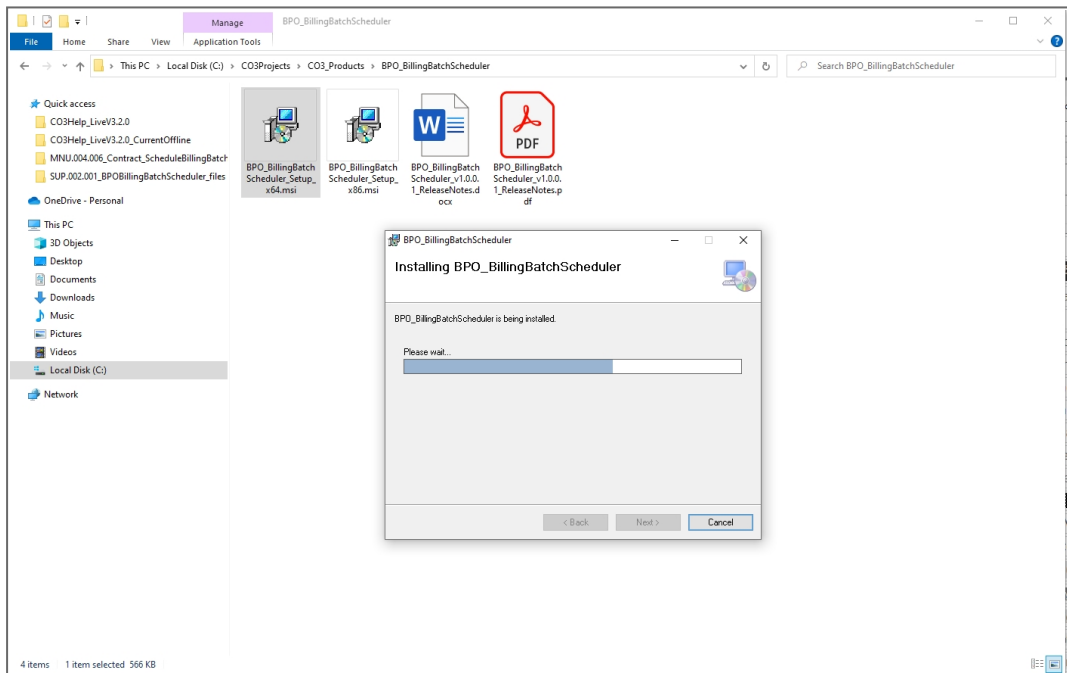 Manage
BPO_BillingBatchScheduler
File Home Share View Application Tools
This PC > Local Disk (C:) > CO3Projects > CO3_Products > BPO_BillingBatchScheduler
Search BPO_BillingBatchScheduler
Quick access
CO3Help_LiveV3.2.0
CO3Help_LiveV3.2.0_CurrentOffline
MNU.004.006_Contract_ScheduleBillingBatch
SUP.002.001_BPOBillingBatchScheduler_files
OneDrive - Personal
This PC
3D Objects
Desktop
Documents
Downloads
Music
Pictures
Videos
Local Disk (C:)
Network
BPO_BillingBatch
Scheduler_Setup_
x64.msi
BPO_BillingBatch
Scheduler_Setup_
x86.msi
W
BPO_BillingBatch
Scheduler_v1.0.0.
1_ReleaseNotes.d
ocx
PDF
BPO_BillingBatch
Scheduler_v1.0.0.
1_ReleaseNotes.p
df
BPO_BillingBatchScheduler
Installing BPO_BillingBatchScheduler
BPO_BillingBatchScheduler is being installed.
Please wait...
< Back
Next >
Cancel
4 items
1 item selected 566 KB